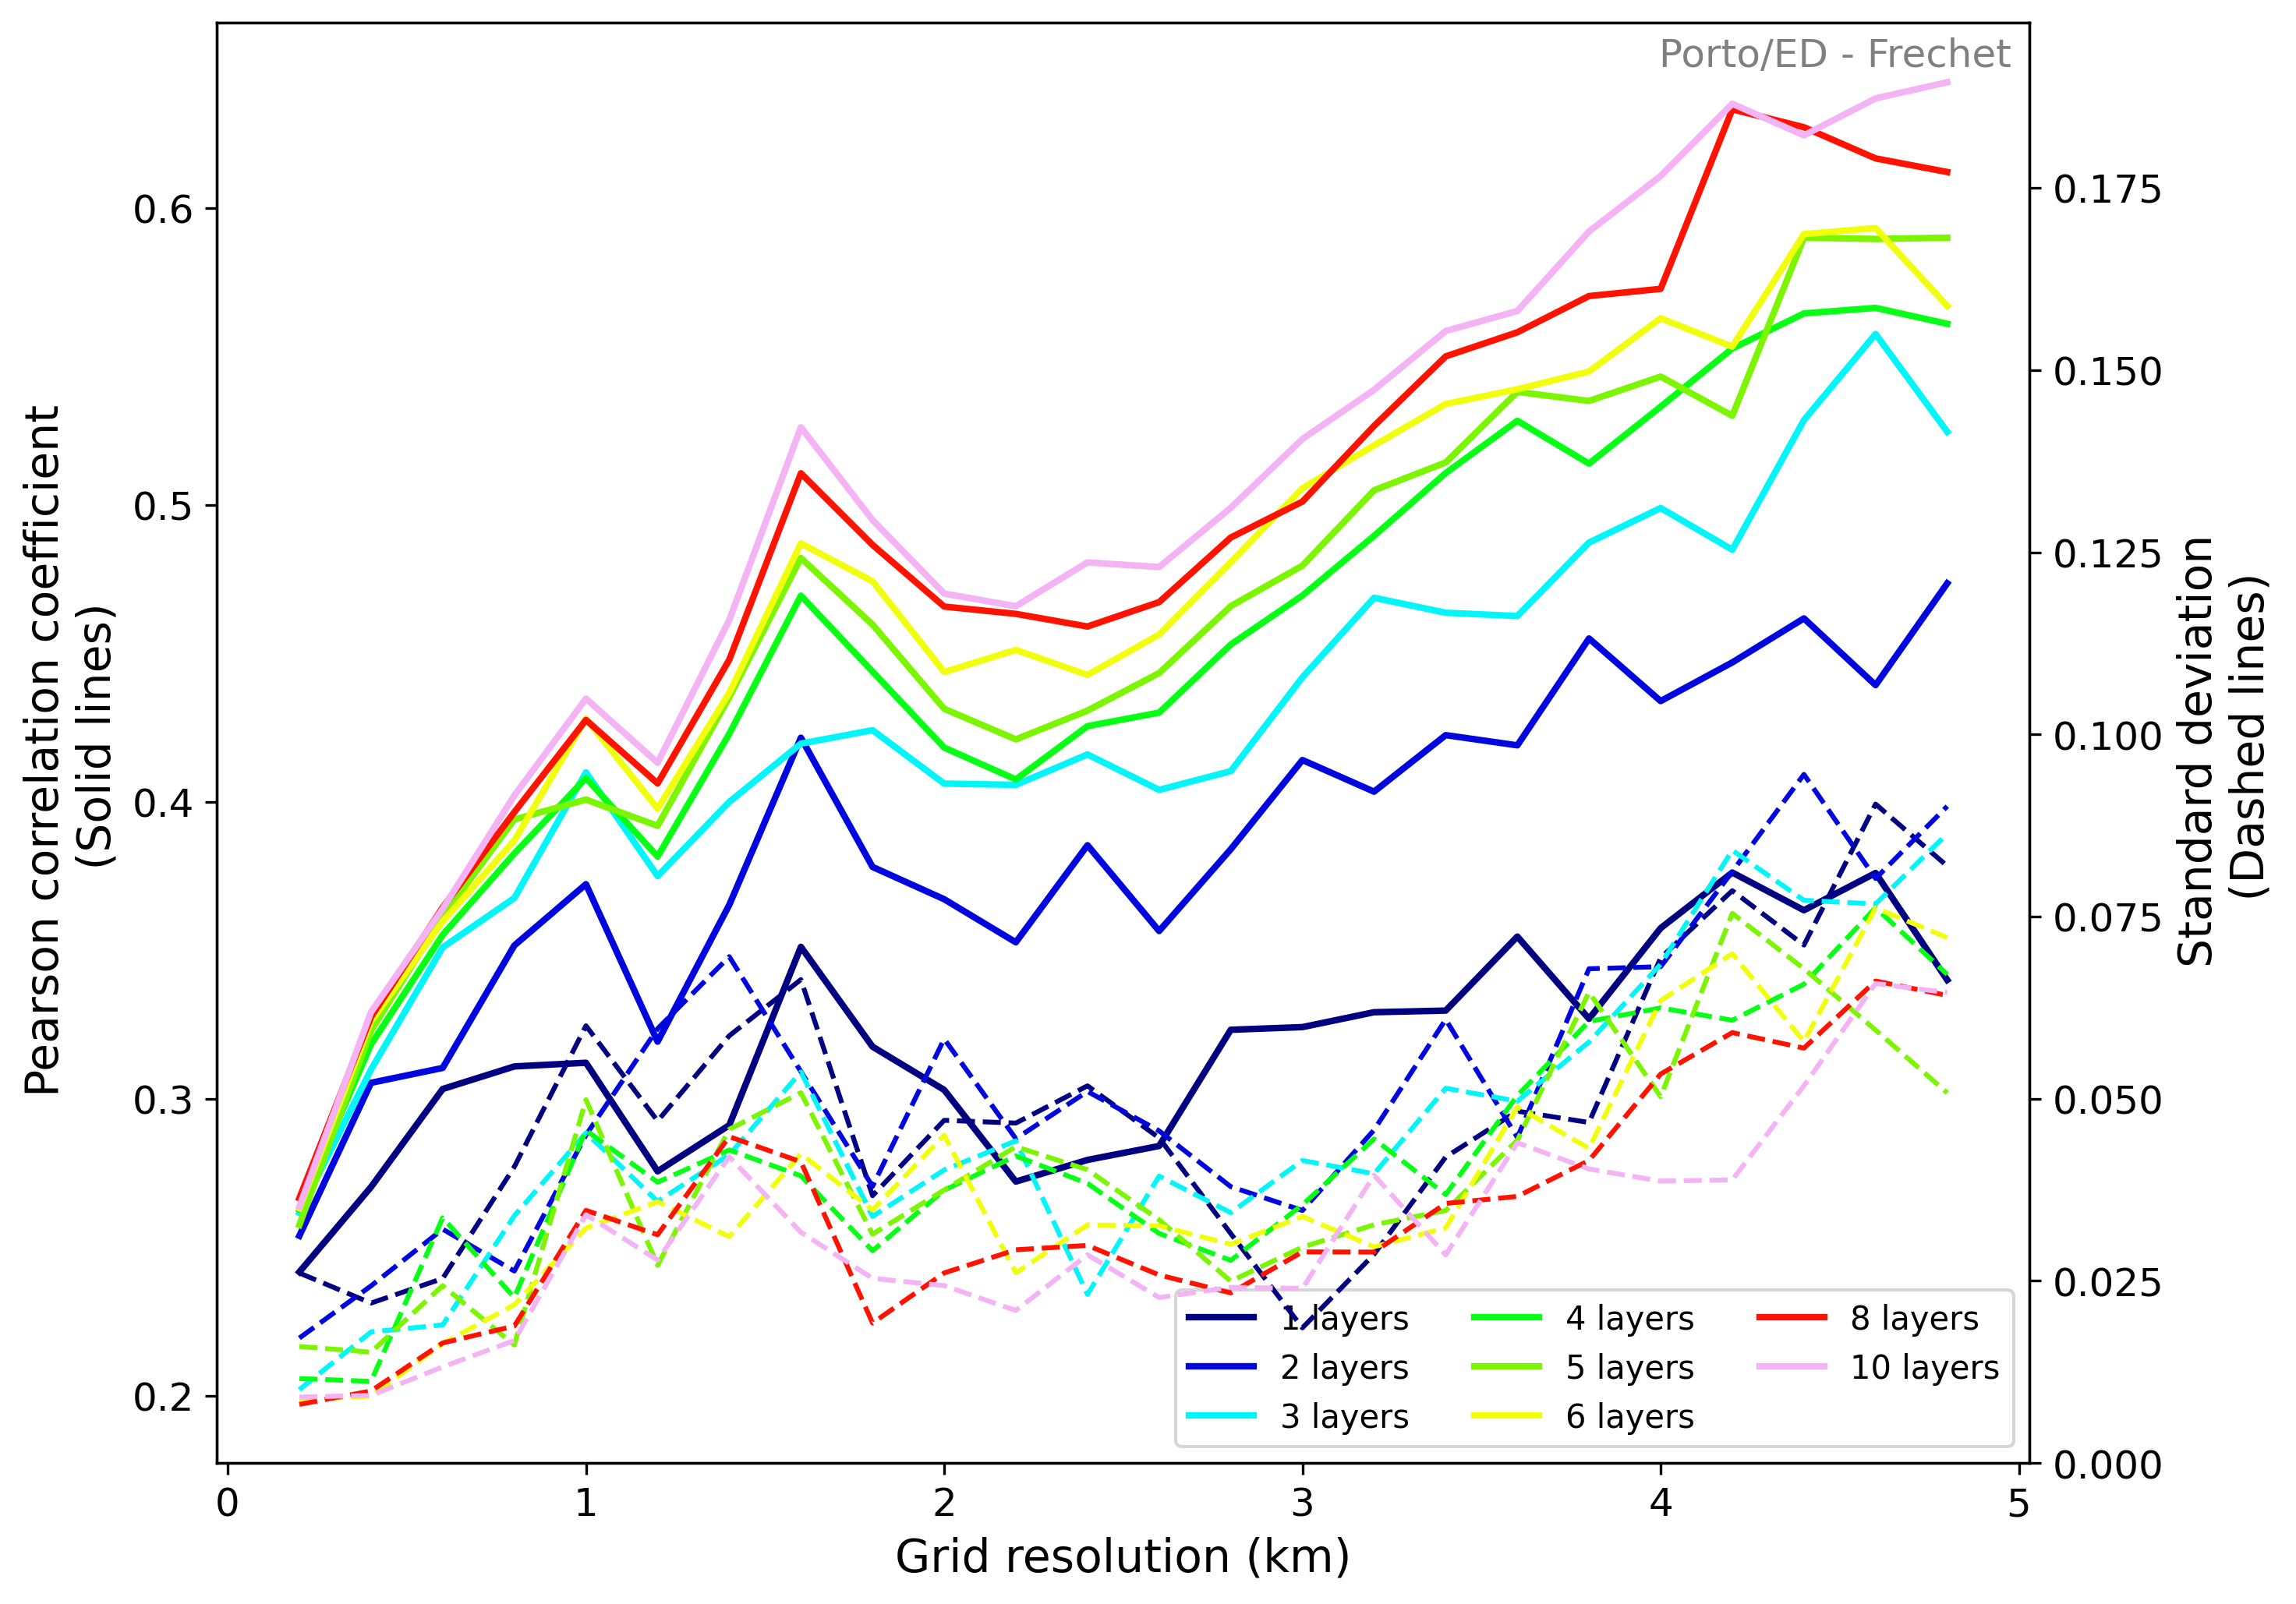 Porto/ED - Frechet
Pearson correlation coefficient
(Solid lines)
0.6
0.5
0.4
0.3
0.2
0.175
0.150
0.125
0.100
0.075
0.050
0.025
0.000
Standard deviation
(Dashed lines)
1 layers
2 layers
3 layers
4 layers
5 layers
6 layers
8 layers
10 layers
0 1 2 3 4 5
Grid resolution (km)